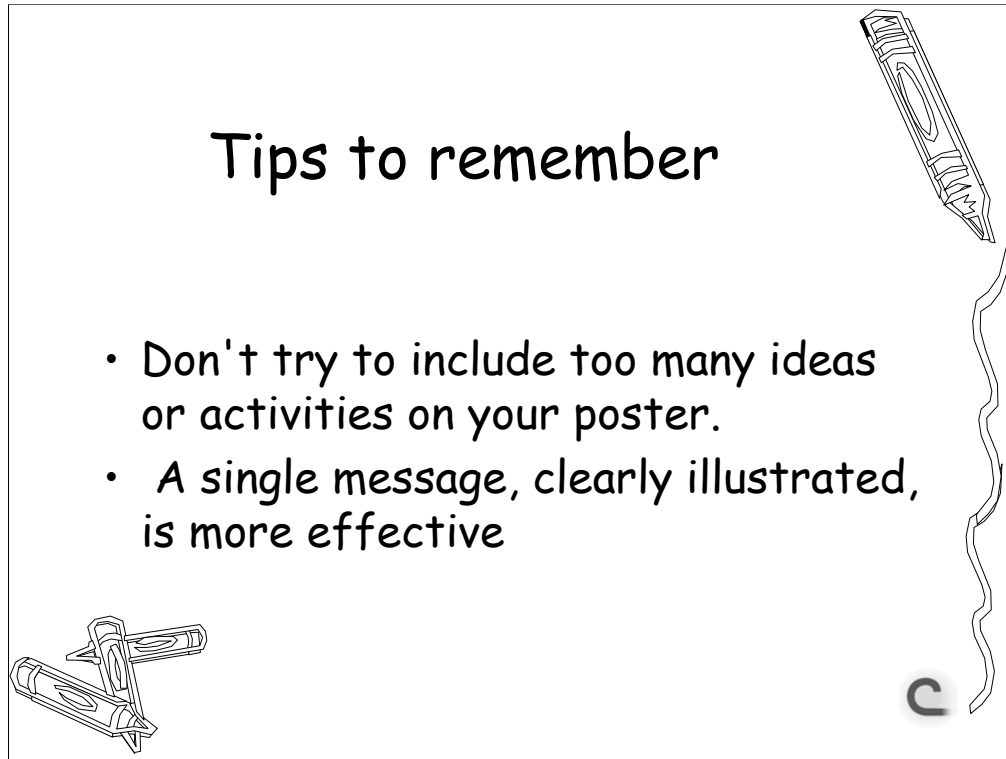 Tips to remember
• Don't try to include too many ideas
or activities on your poster.
• A single message, clearly illustrated,
is more effective